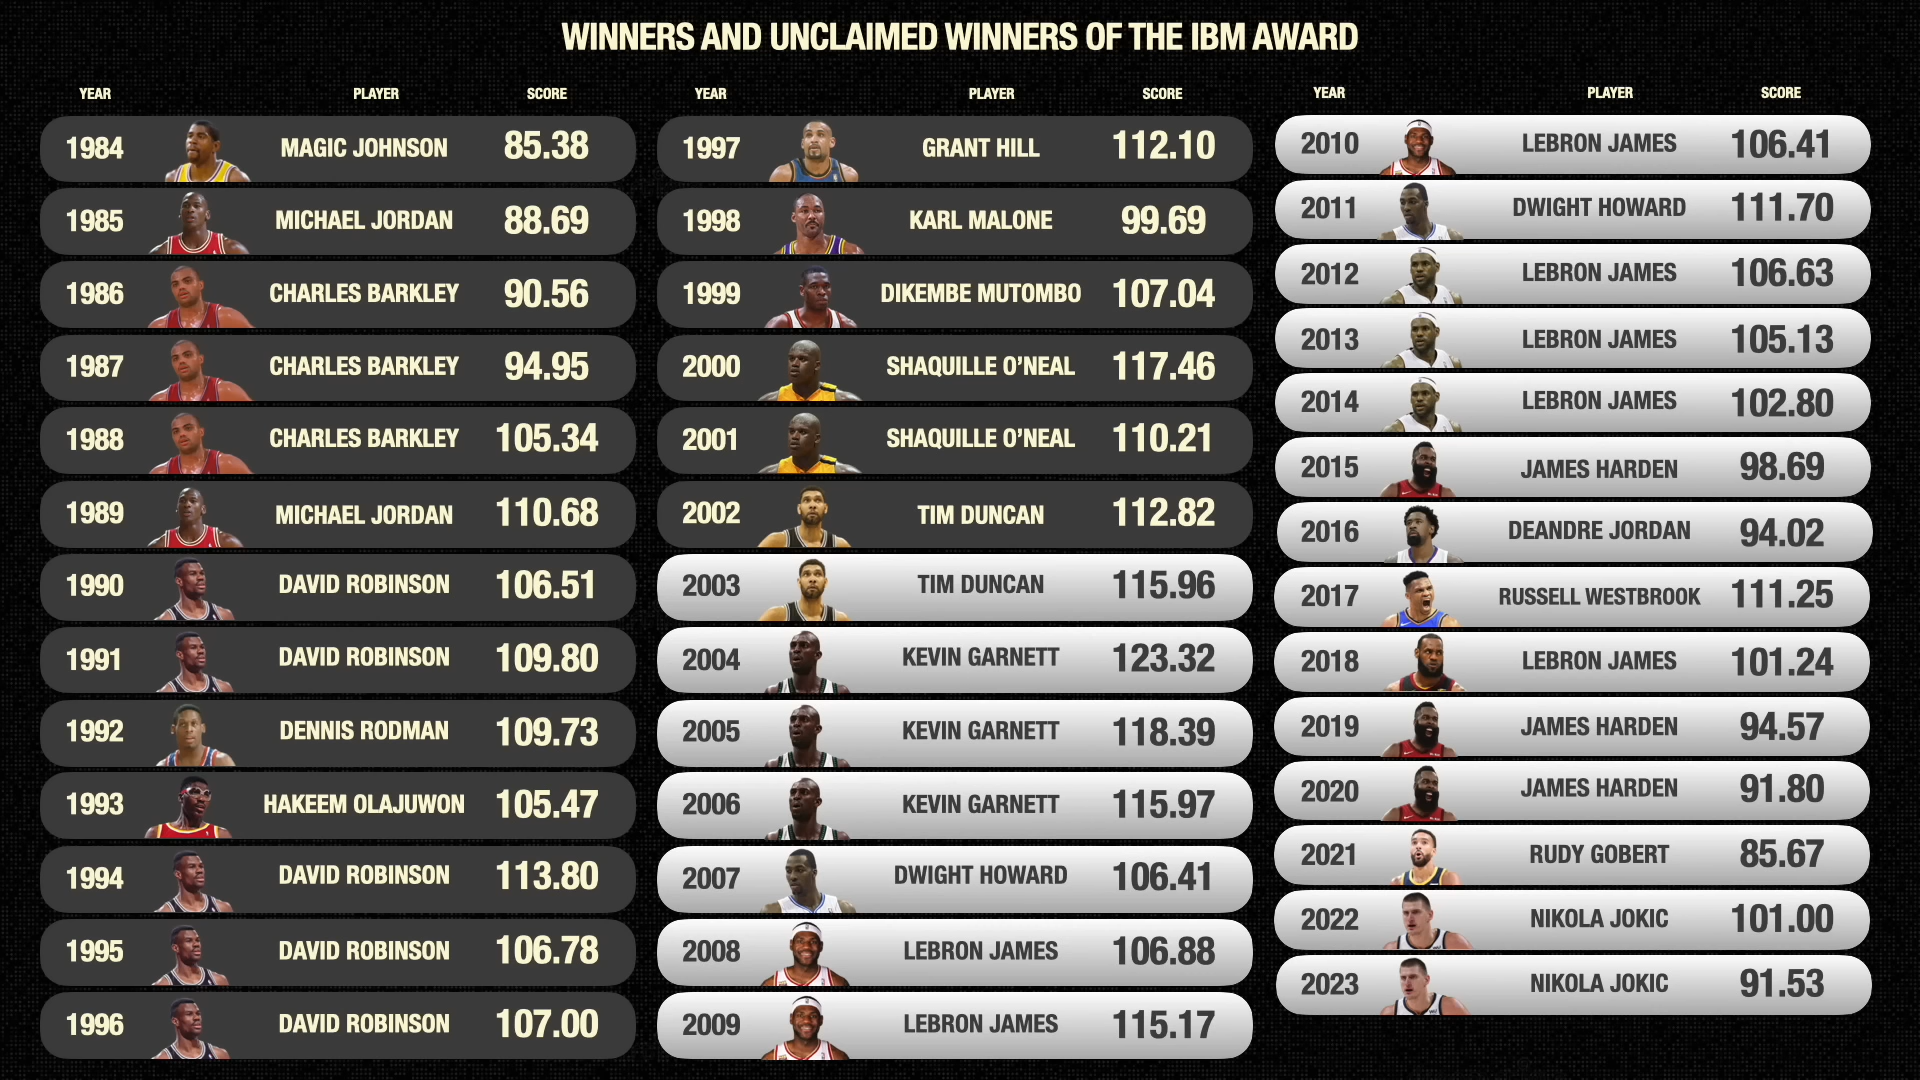 WINNERS AND UNCLAIMED WINNERS OF THE IBM AWARD
YEAR PLAYER SCORE
1984 MAGIC JOHNSON 85.38
1985 MICHAEL JORDAN 88.69
1986 CHARLES BARKLEY 90.56
1987 CHARLES BARKLEY 94.95
1988 CHARLES BARKLEY 105.34
1989 MICHAEL JORDAN 110.68
1990 DAVID ROBINSON 106.51
1991 DAVID ROBINSON 109.80
1992 DENNIS RODMAN 109.73
1993 HAKEEM OLAJUWON 105.47
1994 DAVID ROBINSON 113.80
1995 DAVID ROBINSON 106.78
1996 DAVID ROBINSON 107.00
YEAR PLAYER SCORE
1997 GRANT HILL 112.10
1998 KARL MALONE 99.69
1999 DIKEMBE MUTOMBO 107.04
2000 SHAQUILLE O’NEAL 117.46
2001 SHAQUILLE O’NEAL 110.21
2002 TIM DUNCAN 112.82
2003 TIM DUNCAN 115.96
2004 KEVIN GARNETT 123.32
2005 KEVIN GARNETT 118.39
2006 KEVIN GARNETT 115.97
2007 DWIGHT HOWARD 106.41
2008 LEBRON JAMES 106.88
2009 LEBRON JAMES 115.17
YEAR PLAYER SCORE
2010 LEBRON JAMES 106.41
2011 DWIGHT HOWARD 111.70
2012 LEBRON JAMES 106.63
2013 LEBRON JAMES 105.13
2014 LEBRON JAMES 102.80
2015 JAMES HARDEN 98.69
2016 DEANDRE JORDAN 94.02
2017 RUSSELL WESTBROOK 111.25
2018 LEBRON JAMES 101.24
2019 JAMES HARDEN 94.57
2020 JAMES HARDEN 91.80
2021 RUDY GOBERT 85.67
2022 NIKOLA JOKIC 101.00
2023 NIKOLA JOKIC 91.53